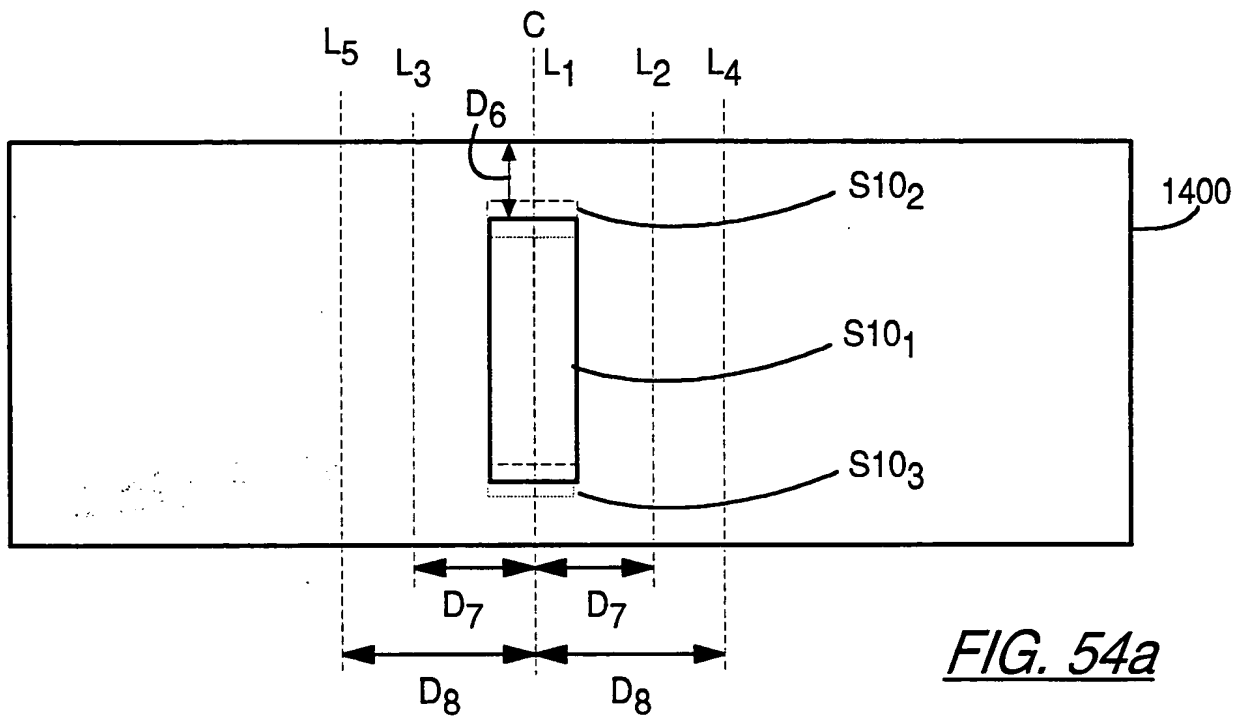 C
L5 L3 L1 L2 L4
D6
S102
1400
S101
S103
D7 D7
D8 D8
FIG. 54a